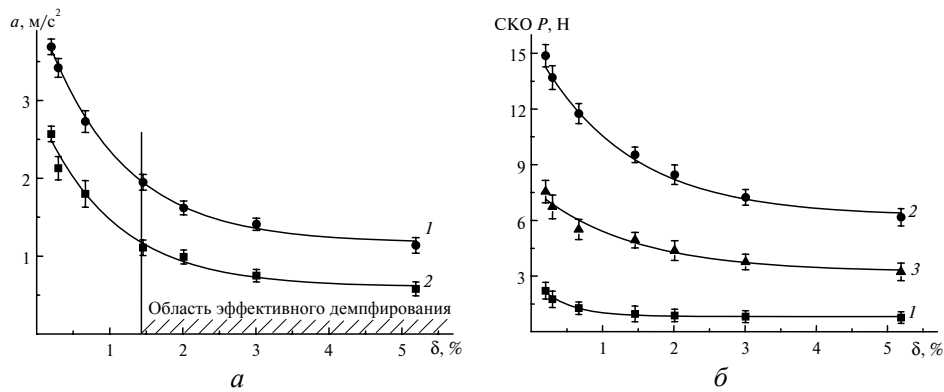 a, м/с²
3
2
1
1
2
Область эффективного демпфирования
1 2 3 4 5 δ, %
а
СКО P, Н
15
12
9
6
3
2
3
1
1 2 3 4 5 δ, %
б